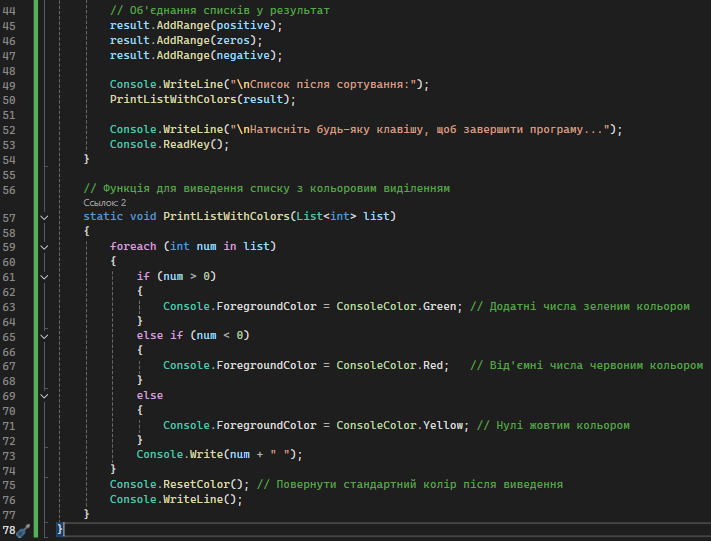 44 // Об'єднання списків у результат
45 result.AddRange(positive);
46 result.AddRange(zeros);
47 result.AddRange(negative);
48
49 Console.WriteLine("\nСписок після сортування:");
50 PrintListWithColors(result);
51
52 Console.WriteLine("\nНатисніть будь-яку клавішу, щоб завершити програму...");
53 Console.ReadKey();
54 }
55
56 // Функція для виведення списку з кольоровим виділенням
Ссылок: 2
57 static void PrintListWithColors(List<int> list)
58 {
59 foreach (int num in list)
60 {
61 if (num > 0)
62 {
63 Console.ForegroundColor = ConsoleColor.Green; // Додатні числа зеленим кольором
64 }
65 else if (num < 0)
66 {
67 Console.ForegroundColor = ConsoleColor.Red; // Від'ємні числа червоним кольором
68 }
69 else
70 {
71 Console.ForegroundColor = ConsoleColor.Yellow; // Нулі жовтим кольором
72 }
73 Console.Write(num + " ");
74 }
75 Console.ResetColor(); // Повернути стандартний колір після виведення
76 Console.WriteLine();
77 }
78 }